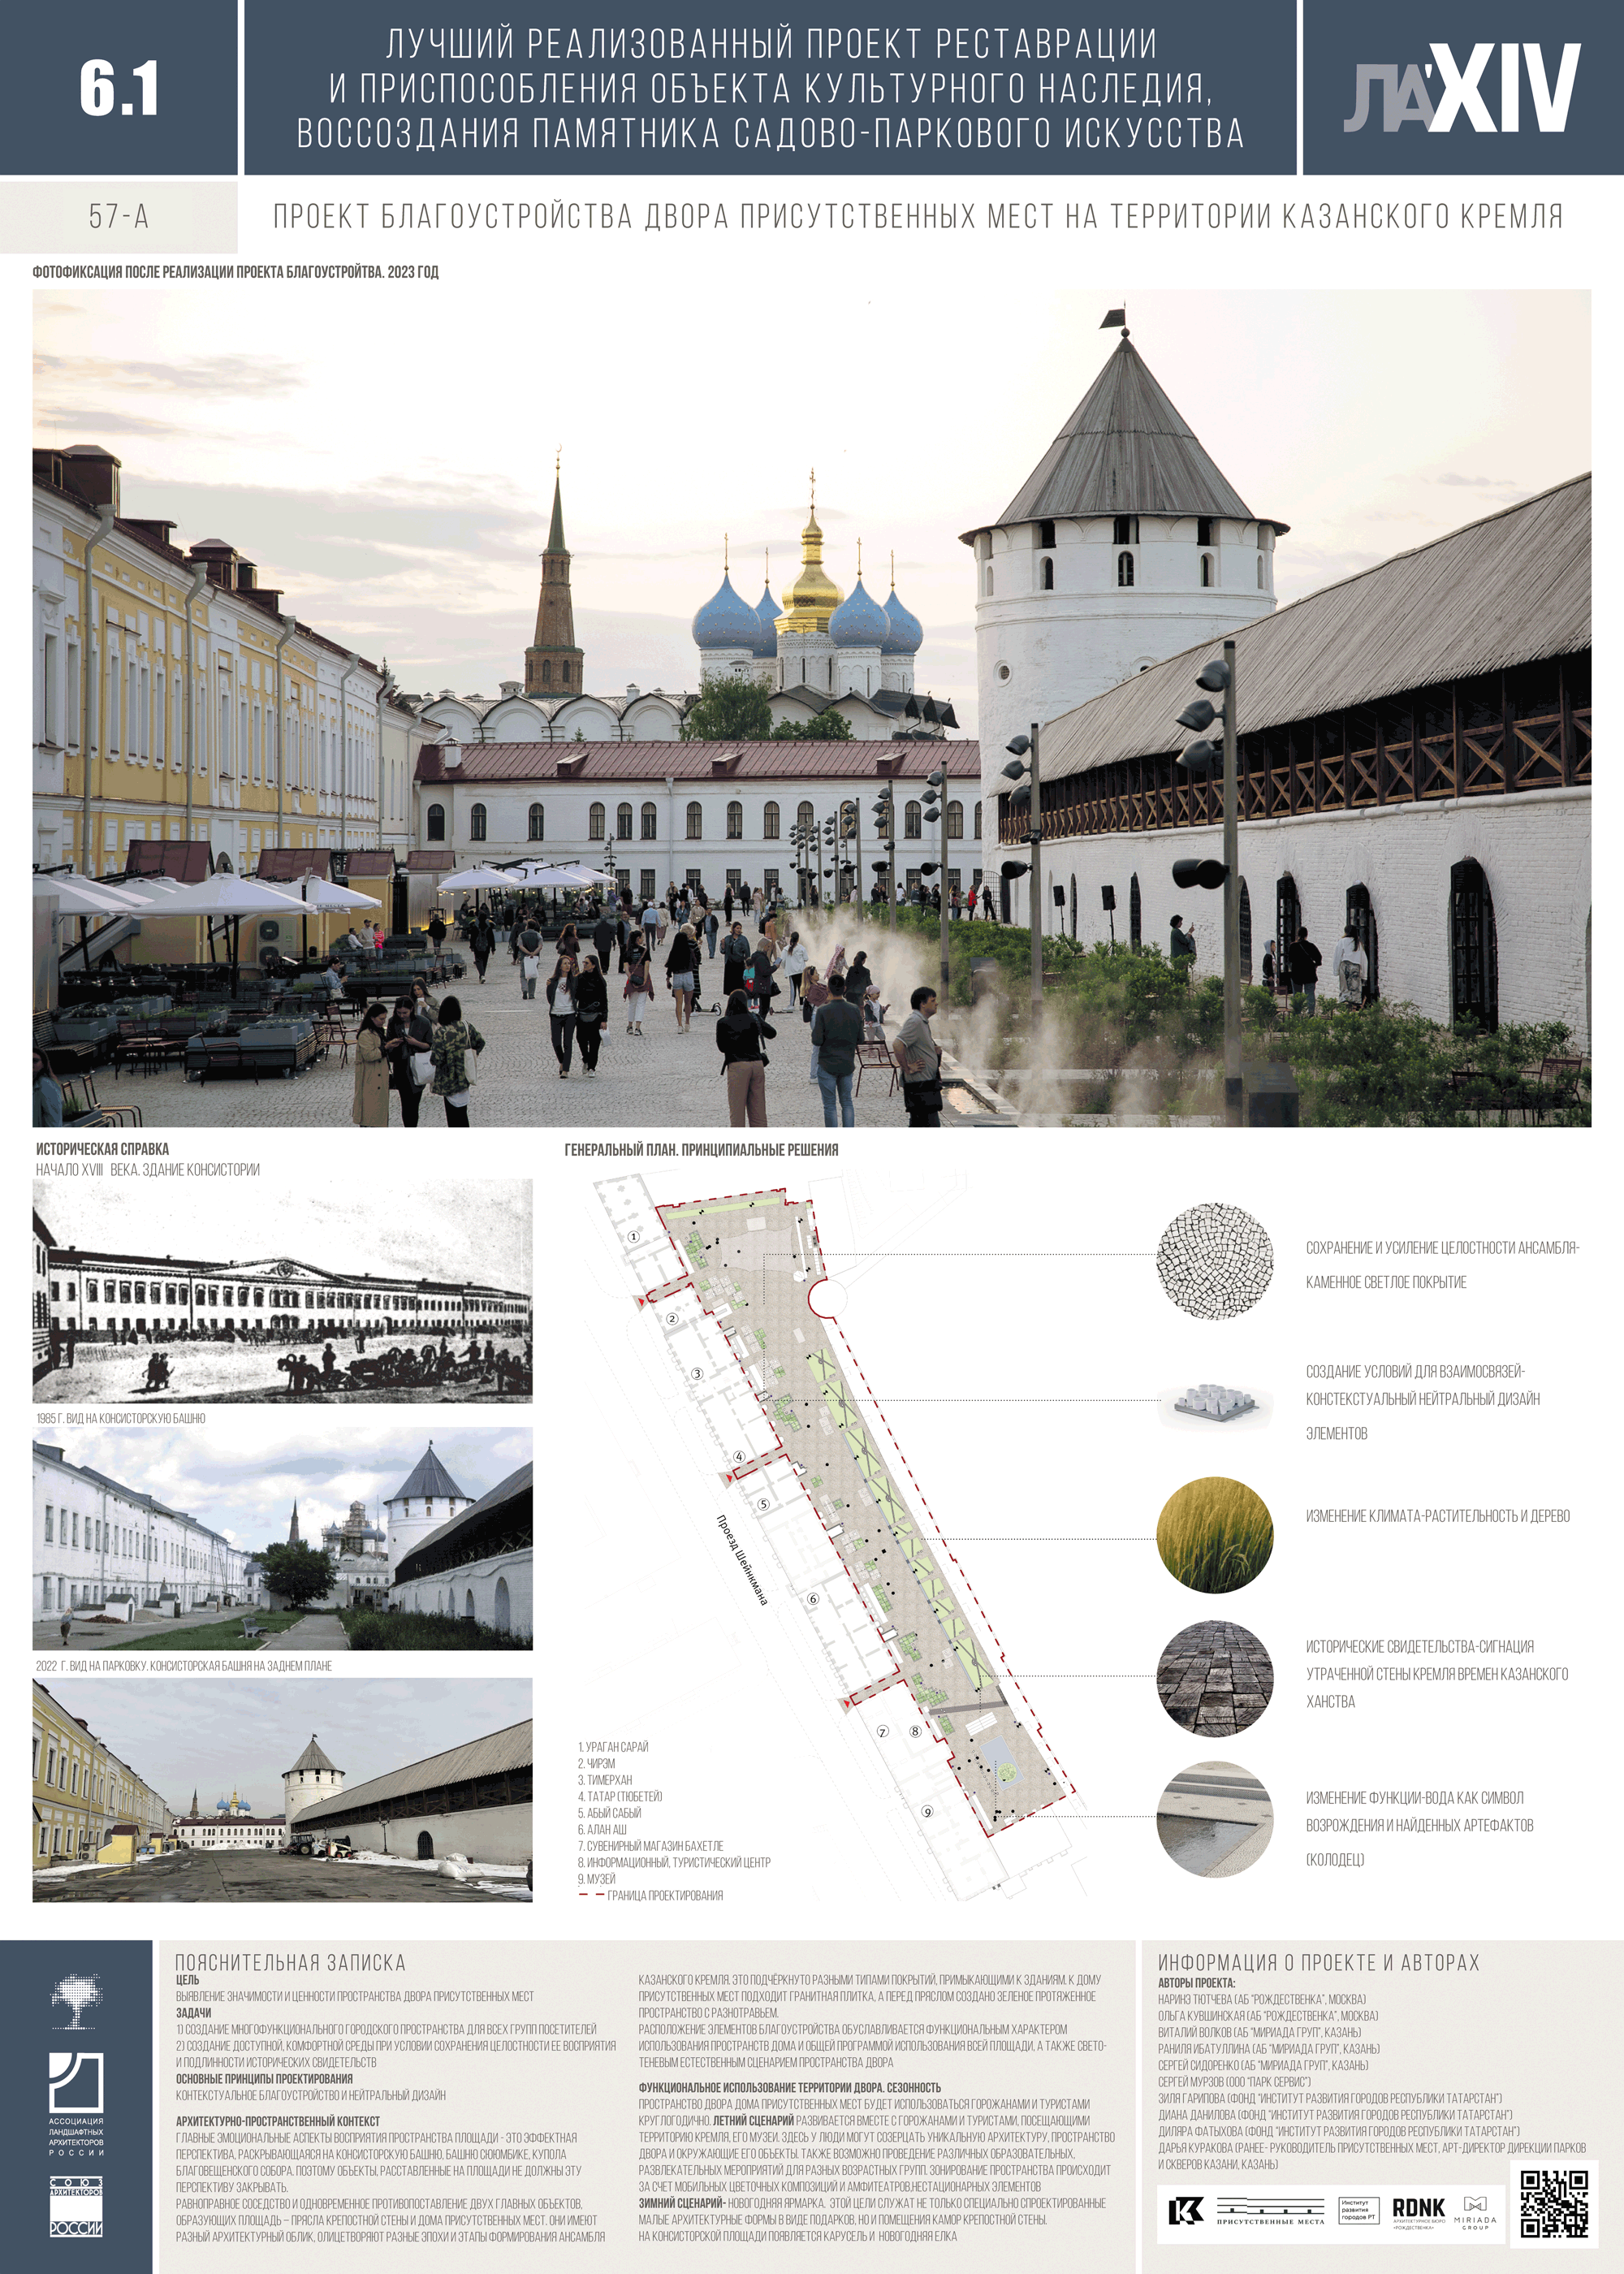 6.1
ЛУЧШИЙ РЕАЛИЗОВАННЫЙ ПРОЕКТ РЕСТАВРАЦИИ
И ПРИСПОСОБЛЕНИЯ ОБЪЕКТА КУЛЬТУРНОГО НАСЛЕДИЯ,
ВОССОЗДАНИЯ ПАМЯТНИКА САДОВО-ПАРКОВОГО ИСКУССТВА
ЛА'XIV
57-А
ПРОЕКТ БЛАГОУСТРОЙСТВА ДВОРА ПРИСУТСТВЕННЫХ МЕСТ НА ТЕРРИТОРИИ КАЗАНСКОГО КРЕМЛЯ
ФОТОФИКСАЦИЯ ПОСЛЕ РЕАЛИЗАЦИИ ПРОЕКТА БЛАГОУСТРОЙТВА. 2023 ГОД
ИСТОРИЧЕСКАЯ СПРАВКА
НАЧАЛО XVIII ВЕКА. ЗДАНИЕ КОНСИСТОРИИ
1985 Г. ВИД НА КОНСИСТОРСКУЮ БАШНЮ
2022 Г. ВИД НА ПАРКОВКУ. КОНСИСТОРСКАЯ БАШНЯ НА ЗАДНЕМ ПЛАНЕ
ГЕНЕРАЛЬНЫЙ ПЛАН. ПРИНЦИПИАЛЬНЫЕ РЕШЕНИЯ
1
2
3
4
5
6
7
8
9
Проезд Шейнкмана
1. УРАГАН САРАЙ
2. ЧИРЭМ
3. ТИМЕРХАН
4. ТАТАР (ТЮБЕТЕЙ)
5. АБЫЙ САБЫЙ
6. АЛАН АШ
7. СУВЕНИРНЫЙ МАГАЗИН БАХЕТЛЕ
8. ИНФОРМАЦИОННЫЙ, ТУРИСТИЧЕСКИЙ ЦЕНТР
9. МУЗЕЙ
ГРАНИЦА ПРОЕКТИРОВАНИЯ
СОХРАНЕНИЕ И УСИЛЕНИЕ ЦЕЛОСТНОСТИ АНСАМБЛЯ-
КАМЕННОЕ СВЕТЛОЕ ПОКРЫТИЕ
СОЗДАНИЕ УСЛОВИЙ ДЛЯ ВЗАИМОСВЯЗЕЙ-
КОНСТЕКСТУАЛЬНЫЙ НЕЙТРАЛЬНЫЙ ДИЗАЙН
ЭЛЕМЕНТОВ
ИЗМЕНЕНИЕ КЛИМАТА-РАСТИТЕЛЬНОСТЬ И ДЕРЕВО
ИСТОРИЧЕСКИЕ СВИДЕТЕЛЬСТВА-СИГНАЦИЯ
УТРАЧЕННОЙ СТЕНЫ КРЕМЛЯ ВРЕМЕН КАЗАНСКОГО
ХАНСТВА
ИЗМЕНЕНИЕ ФУНКЦИИ-ВОДА КАК СИМВОЛ
ВОЗРОЖДЕНИЯ И НАЙДЕННЫХ АРТЕФАКТОВ
(КОЛОДЕЦ)
АССОЦИАЦИЯ
ЛАНДШАФТНЫХ
АРХИТЕКТОРОВ
РОССИИ
СОЮЗ
АРХИТЕКТОРОВ
РОССИИ
ПОЯСНИТЕЛЬНАЯ ЗАПИСКА
ЦЕЛЬ
ВЫЯВЛЕНИЕ ЗНАЧИМОСТИ И ЦЕННОСТИ ПРОСТРАНСТВА ДВОРА ПРИСУТСТВЕННЫХ МЕСТ
ЗАДАЧИ
1) СОЗДАНИЕ МНОГОФУНКЦИОНАЛЬНОГО ГОРОДСКОГО ПРОСТРАНСТВА ДЛЯ ВСЕХ ГРУПП ПОСЕТИТЕЛЕЙ
2) СОЗДАНИЕ ДОСТУПНОЙ, КОМФОРТНОЙ СРЕДЫ ПРИ УСЛОВИИ СОХРАНЕНИЯ ЦЕЛОСТНОСТИ ЕЕ ВОСПРИЯТИЯ
И ПОДЛИННОСТИ ИСТОРИЧЕСКИХ СВИДЕТЕЛЬСТВ
ОСНОВНЫЕ ПРИНЦИПЫ ПРОЕКТИРОВАНИЯ
КОНТЕКСТУАЛЬНОЕ БЛАГОУСТРОЙСТВО И НЕЙТРАЛЬНЫЙ ДИЗАЙН
АРХИТЕКТУРНО-ПРОСТРАНСТВЕННЫЙ КОНТЕКСТ
ГЛАВНЫЕ ЭМОЦИОНАЛЬНЫЕ АСПЕКТЫ ВОСПРИЯТИЯ ПРОСТРАНСТВА ПЛОЩАДИ - ЭТО ЭФФЕКТНАЯ
ПЕРСПЕКТИВА, РАСКРЫВАЮЩАЯСЯ НА КОНСИСТОРСКУЮ БАШНЮ, БАШНЮ СЮЮМБИКЕ, КУПОЛА
БЛАГОВЕЩЕНСКОГО СОБОРА. ПОЭТОМУ ОБЪЕКТЫ, РАССТАВЛЕННЫЕ НА ПЛОЩАДИ НЕ ДОЛЖНЫ ЭТУ
ПЕРСПЕКТИВУ ЗАКРЫВАТЬ.
РАВНОПРАВНОЕ СОСЕДСТВО И ОДНОВРЕМЕННОЕ ПРОТИВОПОСТАВЛЕНИЕ ДВУХ ГЛАВНЫХ ОБЪЕКТОВ,
ОБРАЗУЮЩИХ ПЛОЩАДЬ – ПРЯСЛА КРЕПОСТНОЙ СТЕНЫ И ДОМА ПРИСУТСТВЕННЫХ МЕСТ. ОНИ ИМЕЮТ
РАЗНЫЙ АРХИТЕКТУРНЫЙ ОБЛИК, ОЛИЦЕТВОРЯЮТ РАЗНЫЕ ЭПОХИ И ЭТАПЫ ФОРМИРОВАНИЯ АНСАМБЛЯ
КАЗАНСКОГО КРЕМЛЯ. ЭТО ПОДЧЁРКНУТО РАЗНЫМИ ТИПАМИ ПОКРЫТИЙ, ПРИМЫКАЮЩИМИ К ЗДАНИЯМ. К ДОМУ
ПРИСУТСТВЕННЫХ МЕСТ ПОДХОДИТ ГРАНИТНАЯ ПЛИТКА, А ПЕРЕД ПРЯСЛОМ СОЗДАНО ЗЕЛЕНОЕ ПРОТЯЖЕННОЕ
ПРОСТРАНСТВО С РАЗНОТРАВЬЕМ.
РАСПОЛОЖЕНИЕ ЭЛЕМЕНТОВ БЛАГОУСТРОЙСТВА ОБУСЛАВЛИВАЕТСЯ ФУНКЦИОНАЛЬНЫМ ХАРАКТЕРОМ
ИСПОЛЬЗОВАНИЯ ПРОСТРАНСТВ ДОМА И ОБЩЕЙ ПРОГРАММОЙ ИСПОЛЬЗОВАНИЯ ВСЕЙ ПЛОЩАДИ, А ТАКЖЕ СВЕТО-
ТЕНЕВЫМ ЕСТЕСТВЕННЫМ СЦЕНАРИЕМ ПРОСТРАНСТВА ДВОРА
ФУНКЦИОНАЛЬНОЕ ИСПОЛЬЗОВАНИЕ ТЕРРИТОРИИ ДВОРА. СЕЗОННОСТЬ
ПРОСТРАНСТВО ДВОРА ДОМА ПРИСУТСТВЕННЫХ МЕСТ БУДЕТ ИСПОЛЬЗОВАТЬСЯ ГОРОЖАНАМИ И ТУРИСТАМИ
КРУГЛОГОДИЧНО. ЛЕТНИЙ СЦЕНАРИЙ РАЗВИВАЕТСЯ ВМЕСТЕ С ГОРОЖАНАМИ И ТУРИСТАМИ, ПОСЕЩАЮЩИМИ
ТЕРРИТОРИЮ КРЕМЛЯ, ЕГО МУЗЕИ. ЗДЕСЬ У ЛЮДИ МОГУТ СОЗЕРЦАТЬ УНИКАЛЬНУЮ АРХИТЕКТУРУ, ПРОСТРАНСТВО
ДВОРА И ОКРУЖАЮЩИЕ ЕГО ОБЪЕКТЫ. ТАКЖЕ ВОЗМОЖНО ПРОВЕДЕНИЕ РАЗЛИЧНЫХ ОБРАЗОВАТЕЛЬНЫХ,
РАЗВЛЕКАТЕЛЬНЫХ МЕРОПРИЯТИЙ ДЛЯ РАЗНЫХ ВОЗРАСТНЫХ ГРУПП. ЗОНИРОВАНИЕ ПРОСТРАНСТВА ПРОИСХОДИТ
ЗА СЧЕТ МОБИЛЬНЫХ ЦВЕТОЧНЫХ КОМПОЗИЦИЙ И АМФИТЕАТРОВ,НЕСТАЦИОНАРНЫХ ЭЛЕМЕНТОВ
ЗИМНИЙ СЦЕНАРИЙ- НОВОГОДНЯЯ ЯРМАРКА. ЭТОЙ ЦЕЛИ СЛУЖАТ НЕ ТОЛЬКО СПЕЦИАЛЬНО СПРОЕКТИРОВАННЫЕ
МАЛЫЕ АРХИТЕКТУРНЫЕ ФОРМЫ В ВИДЕ ПОДАРКОВ, НО И ПОМЕЩЕНИЯ КАМОР КРЕПОСТНОЙ СТЕНЫ.
НА КОНСИСТОРСКОЙ ПЛОЩАДИ ПОЯВЛЯЕТСЯ КАРУСЕЛЬ И НОВОГОДНЯЯ ЕЛКА
ИНФОРМАЦИЯ О ПРОЕКТЕ И АВТОРАХ
АВТОРЫ ПРОЕКТА:
НАРИНЭ ТЮТЧЕВА (АБ "РОЖДЕСТВЕНКА", МОСКВА)
ОЛЬГА КУВШИНСКАЯ (АБ "РОЖДЕСТВЕНКА", МОСКВА)
ВИТАЛИЙ ВОЛКОВ (АБ "МИРИАДА ГРУП", КАЗАНЬ)
РАНИЛЯ ИБАТУЛЛИНА (АБ "МИРИАДА ГРУП", КАЗАНЬ)
СЕРГЕЙ СИДОРЕНКО (АБ "МИРИАДА ГРУП", КАЗАНЬ)
СЕРГЕЙ МУРЗОВ (ООО "ПАРК СЕРВИС")
ЗИЛЯ ГАРИПОВА (ФОНД "ИНСТИТУТ РАЗВИТИЯ ГОРОДОВ РЕСПУБЛИКИ ТАТАРСТАН")
ДИАНА ДАНИЛОВА (ФОНД "ИНСТИТУТ РАЗВИТИЯ ГОРОДОВ РЕСПУБЛИКИ ТАТАРСТАН")
ДИЛЯРА ФАТЫХОВА (ФОНД "ИНСТИТУТ РАЗВИТИЯ ГОРОДОВ РЕСПУБЛИКИ ТАТАРСТАН")
ДАРЬЯ КУРАКОВА (РАНЕЕ- РУКОВОДИТЕЛЬ ПРИСУТСТВЕННЫХ МЕСТ, АРТ-ДИРЕКТОР ДИРЕКЦИИ ПАРКОВ
И СКВЕРОВ КАЗАНИ, КАЗАНЬ)
ПРИСУТСТВЕННЫЕ МЕСТА
Институт
развития
городов РТ
RDNK
АРХИТЕКТУРНОЕ БЮРО
«РОЖДЕСТВЕНКА»
MIRIADA
GROUP